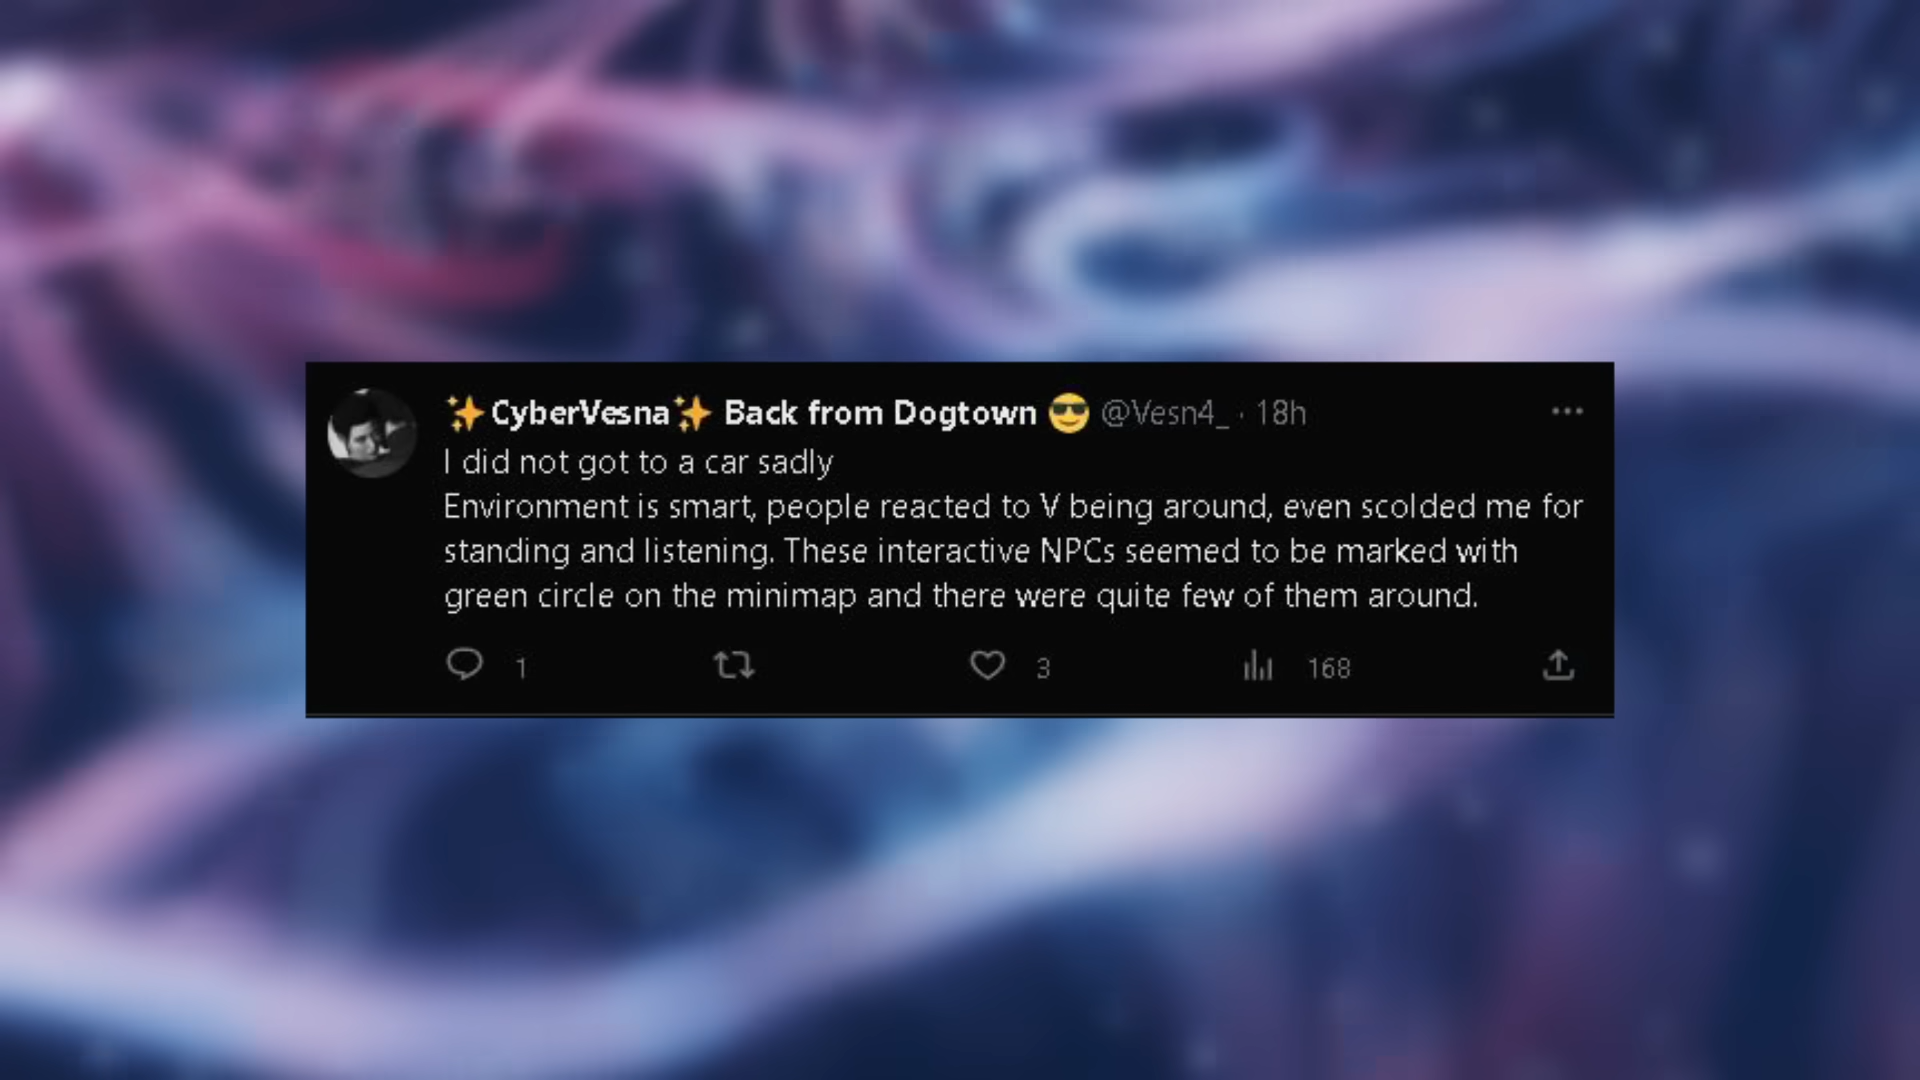 ✨CyberVesna✨ Back from Dogtown 😎 @Vesn4_ · 18h
I did not got to a car sadly
Environment is smart, people reacted to V being around, even scolded me for
standing and listening. These interactive NPCs seemed to be marked with
green circle on the minimap and there were quite few of them around.
1 3 168